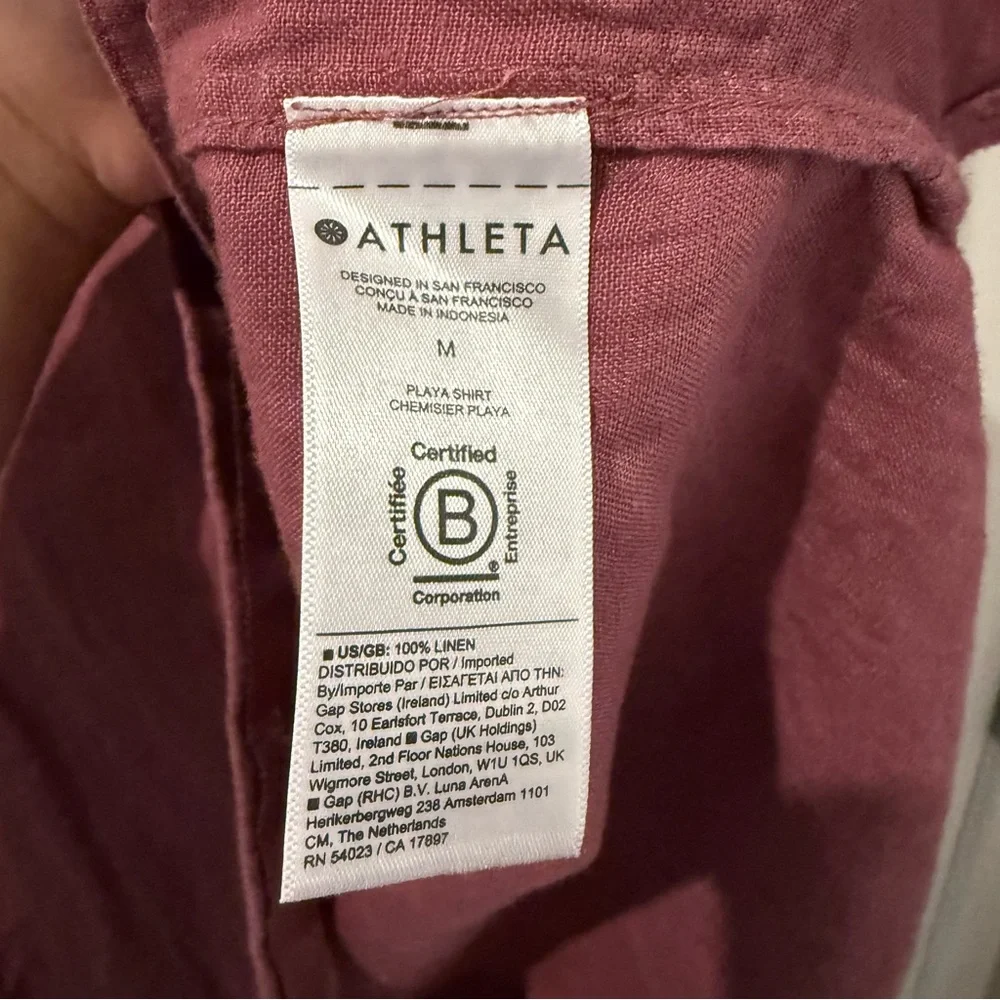 ATHLETA
DESIGNED IN SAN FRANCISCO
CONÇU À SAN FRANCISCO
MADE IN INDONESIA
M
PLAYA SHIRT
CHEMISIER PLAYA
Certified
Certifiée
B
Entreprise
®
Corporation
■ US/GB: 100% LINEN
DISTRIBUIDO POR / Imported
By/Importe Par / ΕΙΣΑΓΕΤΑΙ ΑΠΟ ΤΗΝ:
Gap Stores (Ireland) Limited c/o Arthur
Cox, 10 Earlsfort Terrace, Dublin 2, D02
T380, Ireland ■ Gap (UK Holdings)
Limited, 2nd Floor Nations House, 103
Wigmore Street, London, W1U 1QS, UK
■ Gap (RHC) B.V. Luna ArenA
Herikerbergweg 238 Amsterdam 1101
CM, The Netherlands
RN 54023 / CA 17897